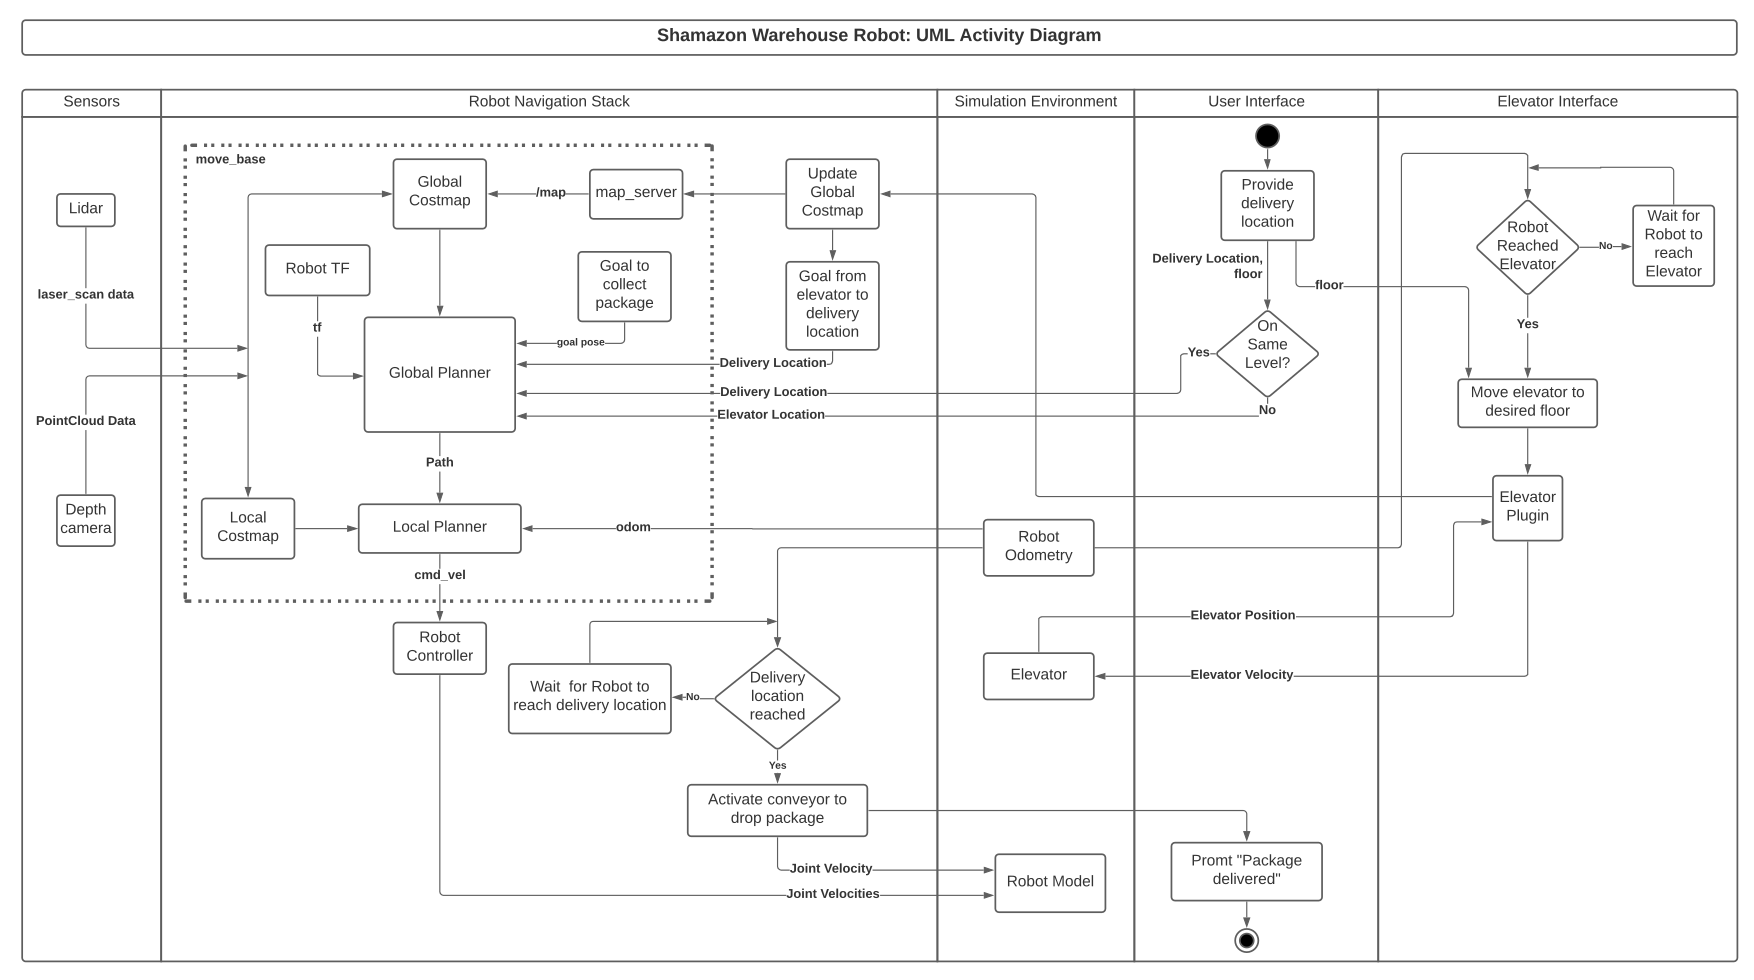 Shamazon Warehouse Robot: UML Activity Diagram
Sensors
Robot Navigation Stack
Simulation Environment
User Interface
Elevator Interface
Lidar
laser_scan data
PointCloud Data
Depth
camera
move_base
Global
Costmap
/map
map_server
Update
Global
Costmap
Robot TF
tf
Goal to
collect
package
goal pose
Goal from
elevator to
delivery
location
Global Planner
Delivery Location
Delivery Location
Elevator Location
Path
Local
Costmap
Local Planner
odom
cmd_vel
Robot
Controller
Wait  for Robot to
reach delivery location
No
Delivery
location
reached
Yes
Activate conveyor to
drop package
Joint Velocity
Joint Velocities
Robot
Odometry
Elevator
Robot Model
Provide
delivery
location
Delivery Location,
floor
floor
On
Same
Level?
Yes
No
Elevator Position
Elevator Velocity
Promt "Package
delivered"
Robot
Reached
Elevator
No
Wait for
Robot to
reach
Elevator
Yes
Move elevator to
desired floor
Elevator
Plugin